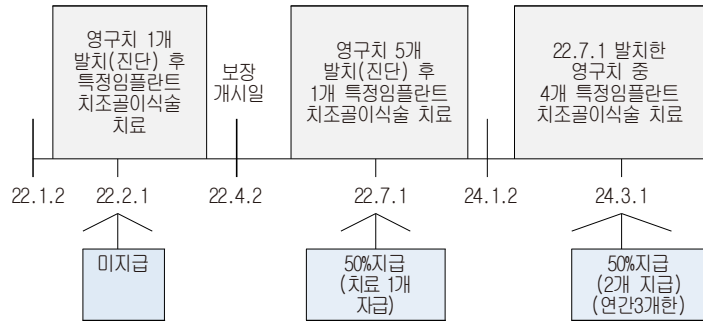 영구치 1개
발치(진단) 후
특정임플란트
치조골이식술
치료
보장
개시일
영구치 5개
발치(진단) 후
1개 특정임플란트
치조골이식술 치료
22.7.1 발치한
영구치 중
4개 특정임플란트
치조골이식술 치료
22.1.2
22.2.1
22.4.2
22.7.1
24.1.2
24.3.1
미지급
50%지급
(치료 1개
자급)
50%지급
(2개 지급)
(연간3개한)